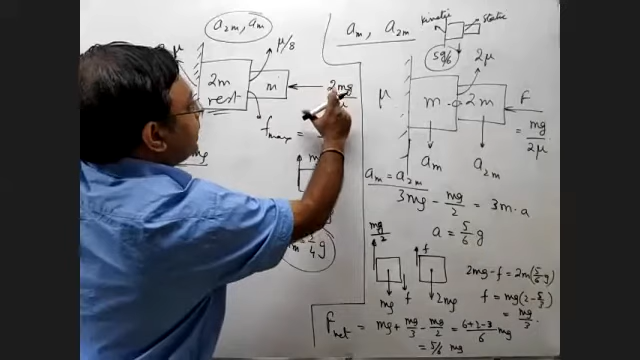 a2m, am
μ
μ/8
2m
rest
m
2mg
μ
fmax =
am, a2m
kinetic
static
5g/6
2μ
μ
m
2m
F
= mg/2μ
am
a2m
am = a2m
3mg - mg/2 = 3m·a
a = 5/6 g
mg/2
f
mg
f
2mg
2mg-f = 2m(5/6 g)
f = mg(2-5/3)
= mg/3.
Fnet = mg + mg/3 - mg/2 = (6+2-3)/6 mg
= 5/6 mg